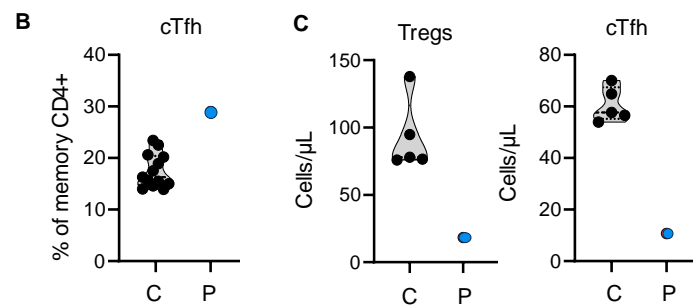 B
cTfh
% of memory CD4+
40
30
20
10
0
C
P
C
Tregs
Cells/µL
150
100
50
0
C
P
cTfh
Cells/µL
80
60
40
20
0
C
P